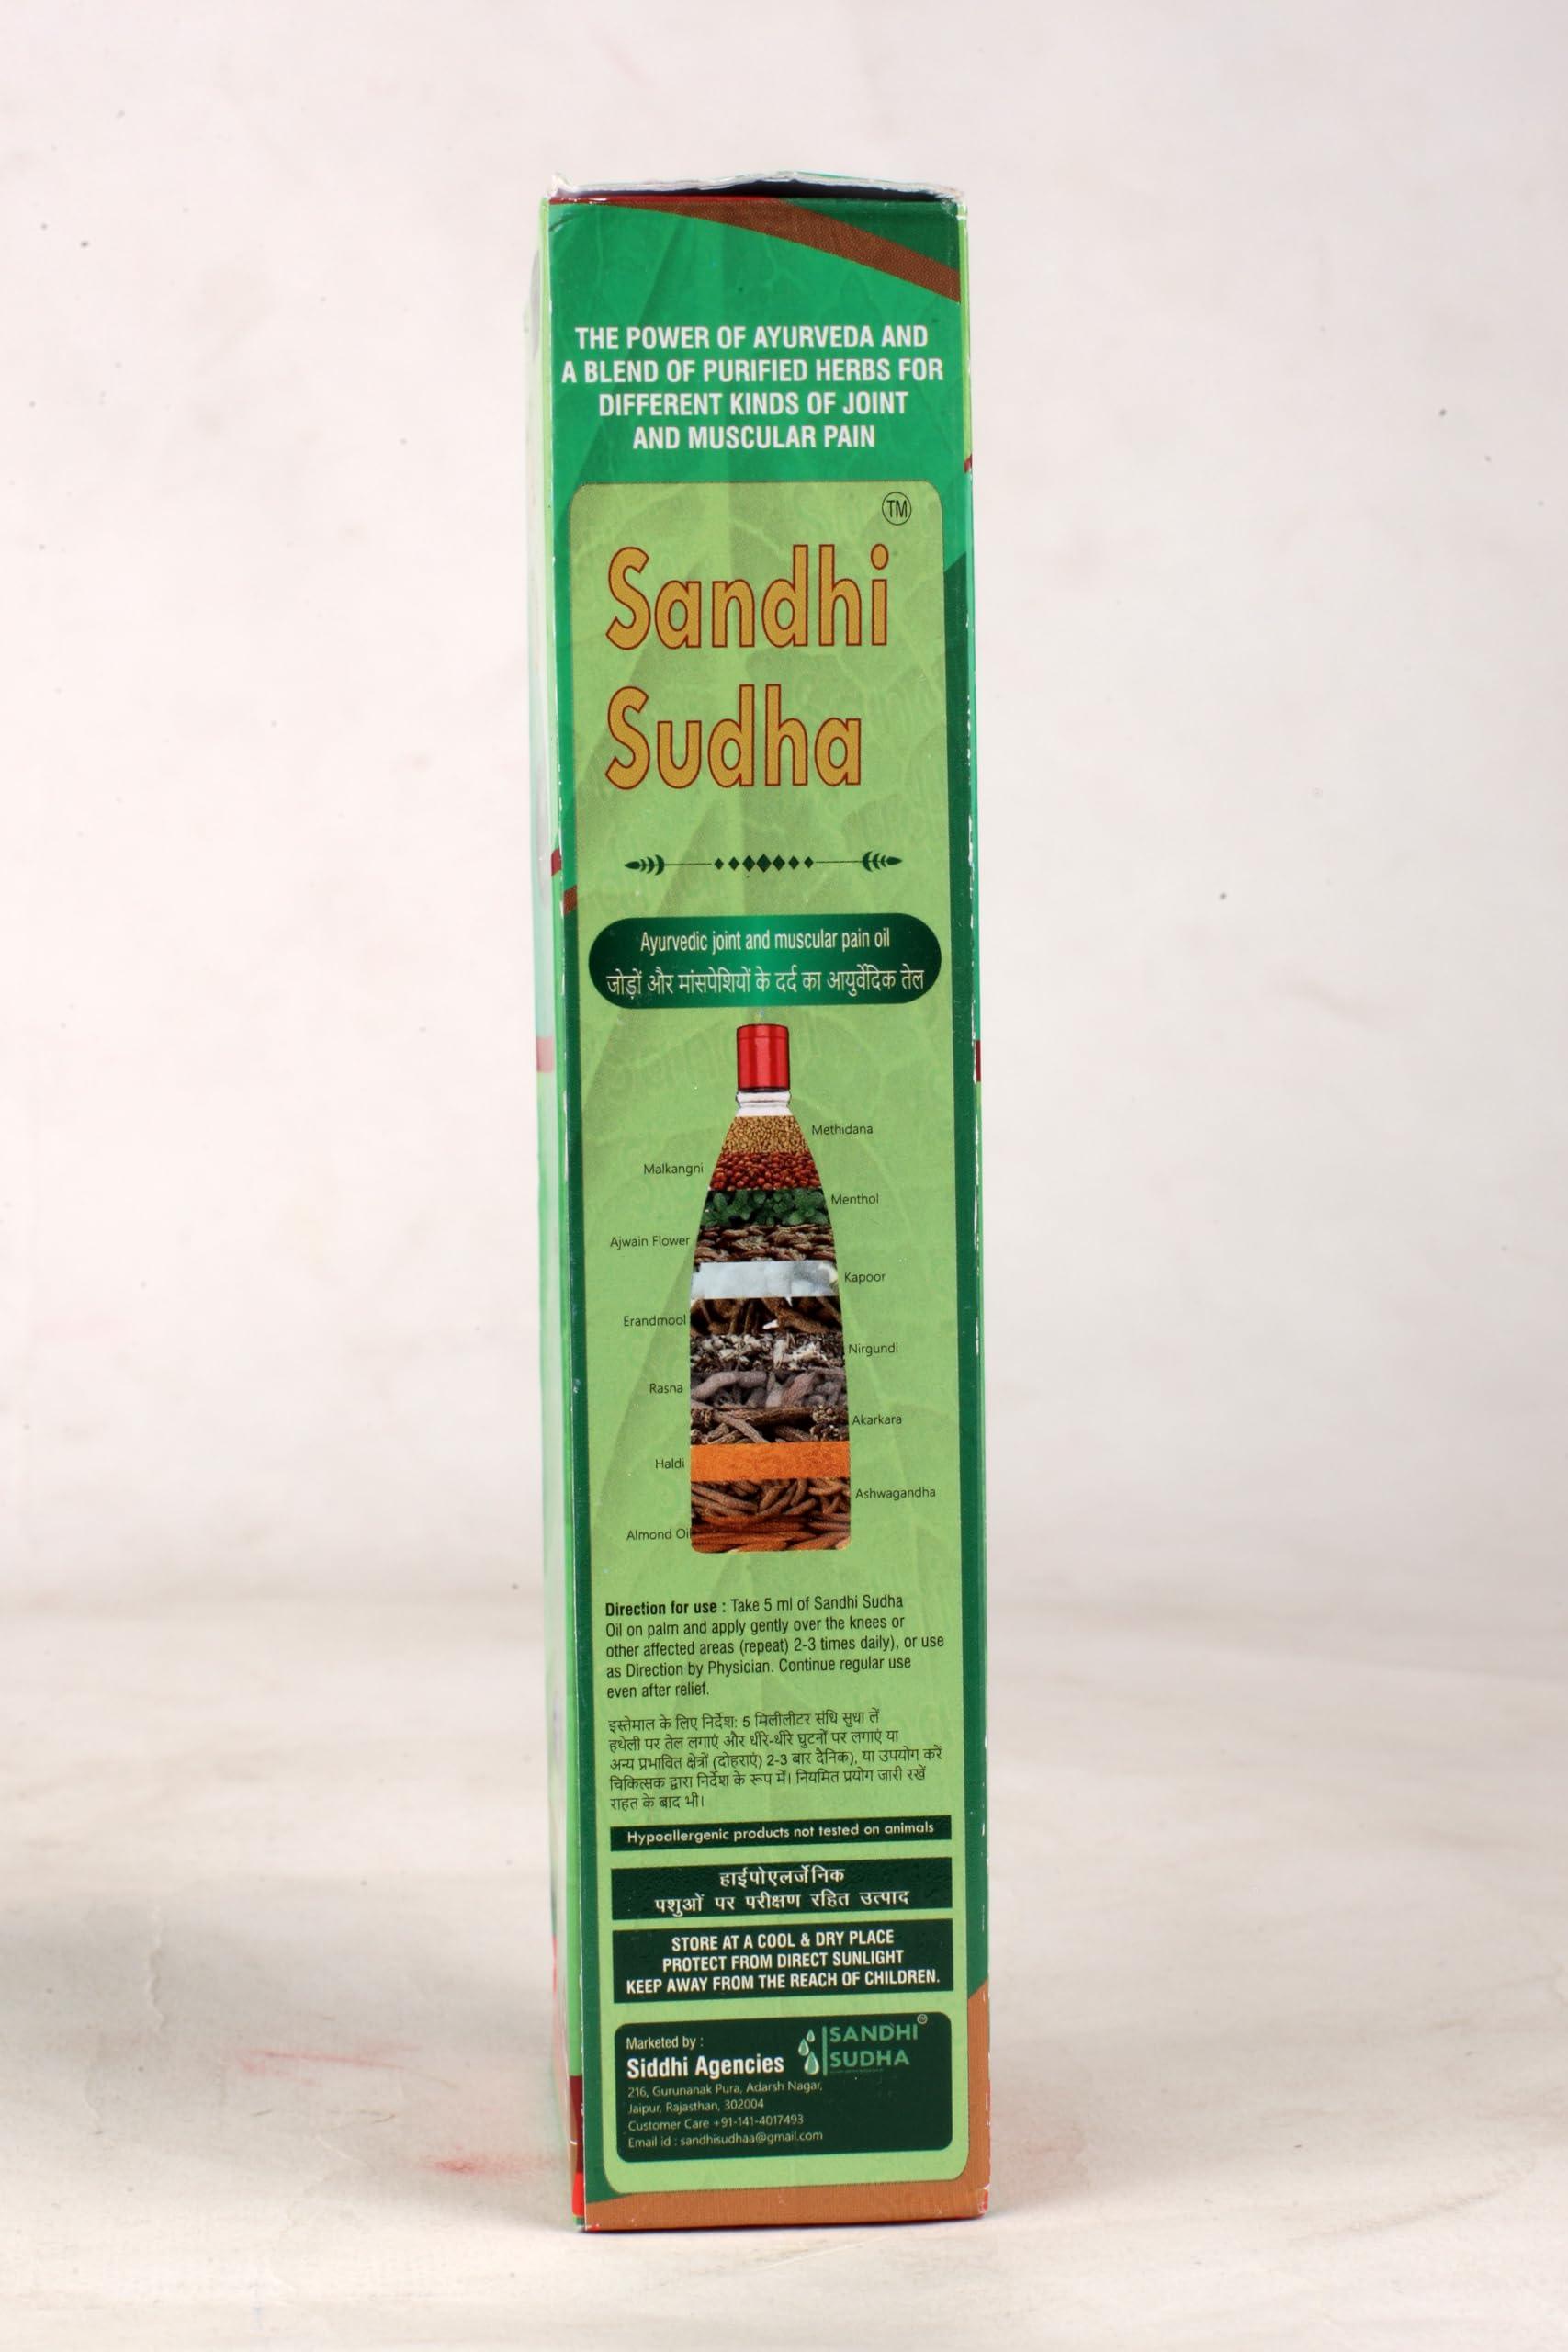 THE POWER OF AYURVEDA AND
A BLEND OF PURIFIED HERBS FOR
DIFFERENT KINDS OF JOINT
AND MUSCULAR PAIN
TM
Sandhi
Sudha
Ayurvedic joint and muscular pain oil
जोड़ों और मांसपेशियों के दर्द का आयुर्वेदिक तेल
Methidana
Malkangni
Menthol
Ajwain Flower
Kapoor
Erandmool
Nirgundi
Rasna
Akarkara
Haldi
Ashwagandha
Almond Oil
Direction for use : Take 5 ml of Sandhi Sudha
Oil on palm and apply gently over the knees or
other affected areas (repeat) 2-3 times daily), or use
as Direction by Physician. Continue regular use
even after relief.
इस्तेमाल के लिए निर्देश: 5 मिलीलीटर संधि सुधा लें
हथेली पर तेल लगाएं और धीरे-धीरे घुटनों पर लगाएं या
अन्य प्रभावित क्षेत्रों (दोहराएं) 2-3 बार दैनिक), या उपयोग करें
चिकित्सक द्वारा निर्देश के रूप में। नियमित प्रयोग जारी रखें
राहत के बाद भी।
Hypoallergenic products not tested on animals
हाईपोएलर्जेनिक
पशुओं पर परीक्षण रहित उत्पाद
STORE AT A COOL & DRY PLACE
PROTECT FROM DIRECT SUNLIGHT
KEEP AWAY FROM THE REACH OF CHILDREN.
Marketed by :
Siddhi Agencies
SANDHI
SUDHA
216, Gurunanak Pura, Adarsh Nagar,
Jaipur, Rajasthan, 302004
Customer Care +91-141-4017493
Email id : sandhisudhaa@gmail.com